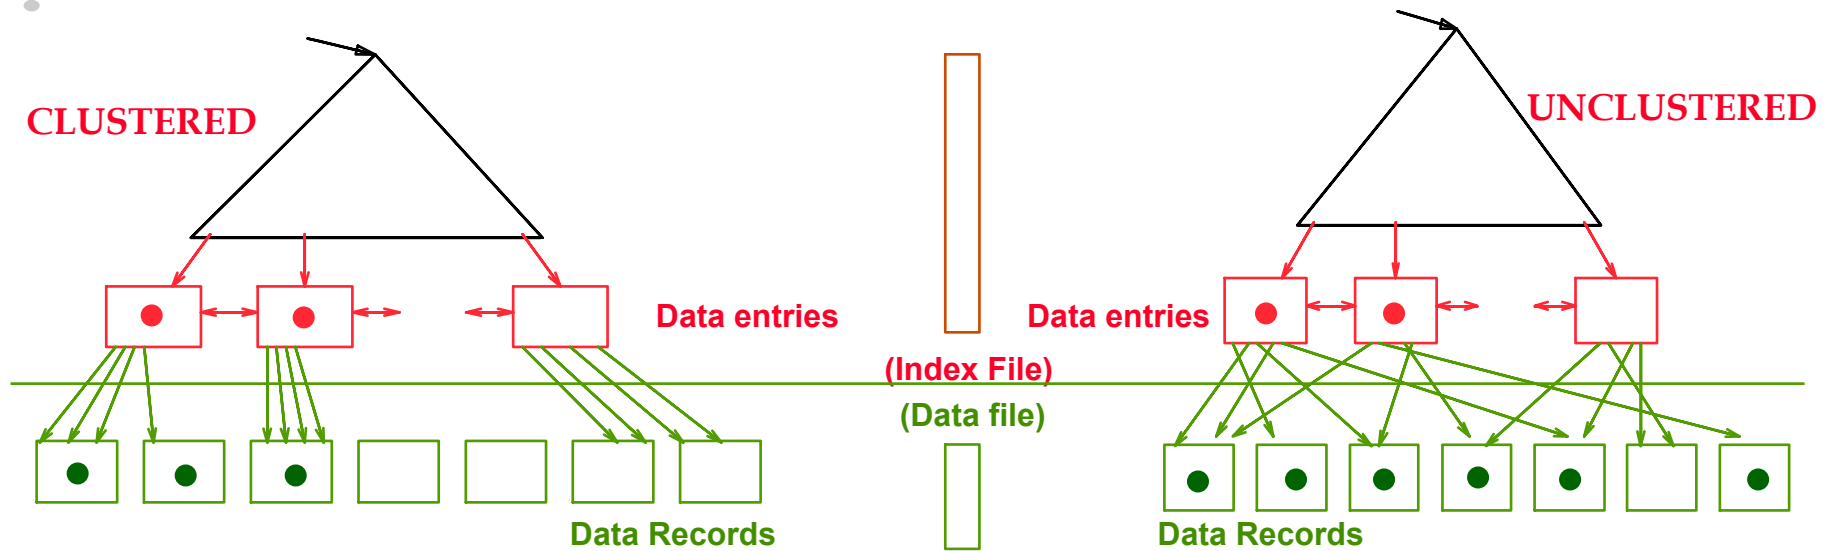 CLUSTERED
UNCLUSTERED
Data entries
Data entries
(Index File)
(Data file)
Data Records
Data Records